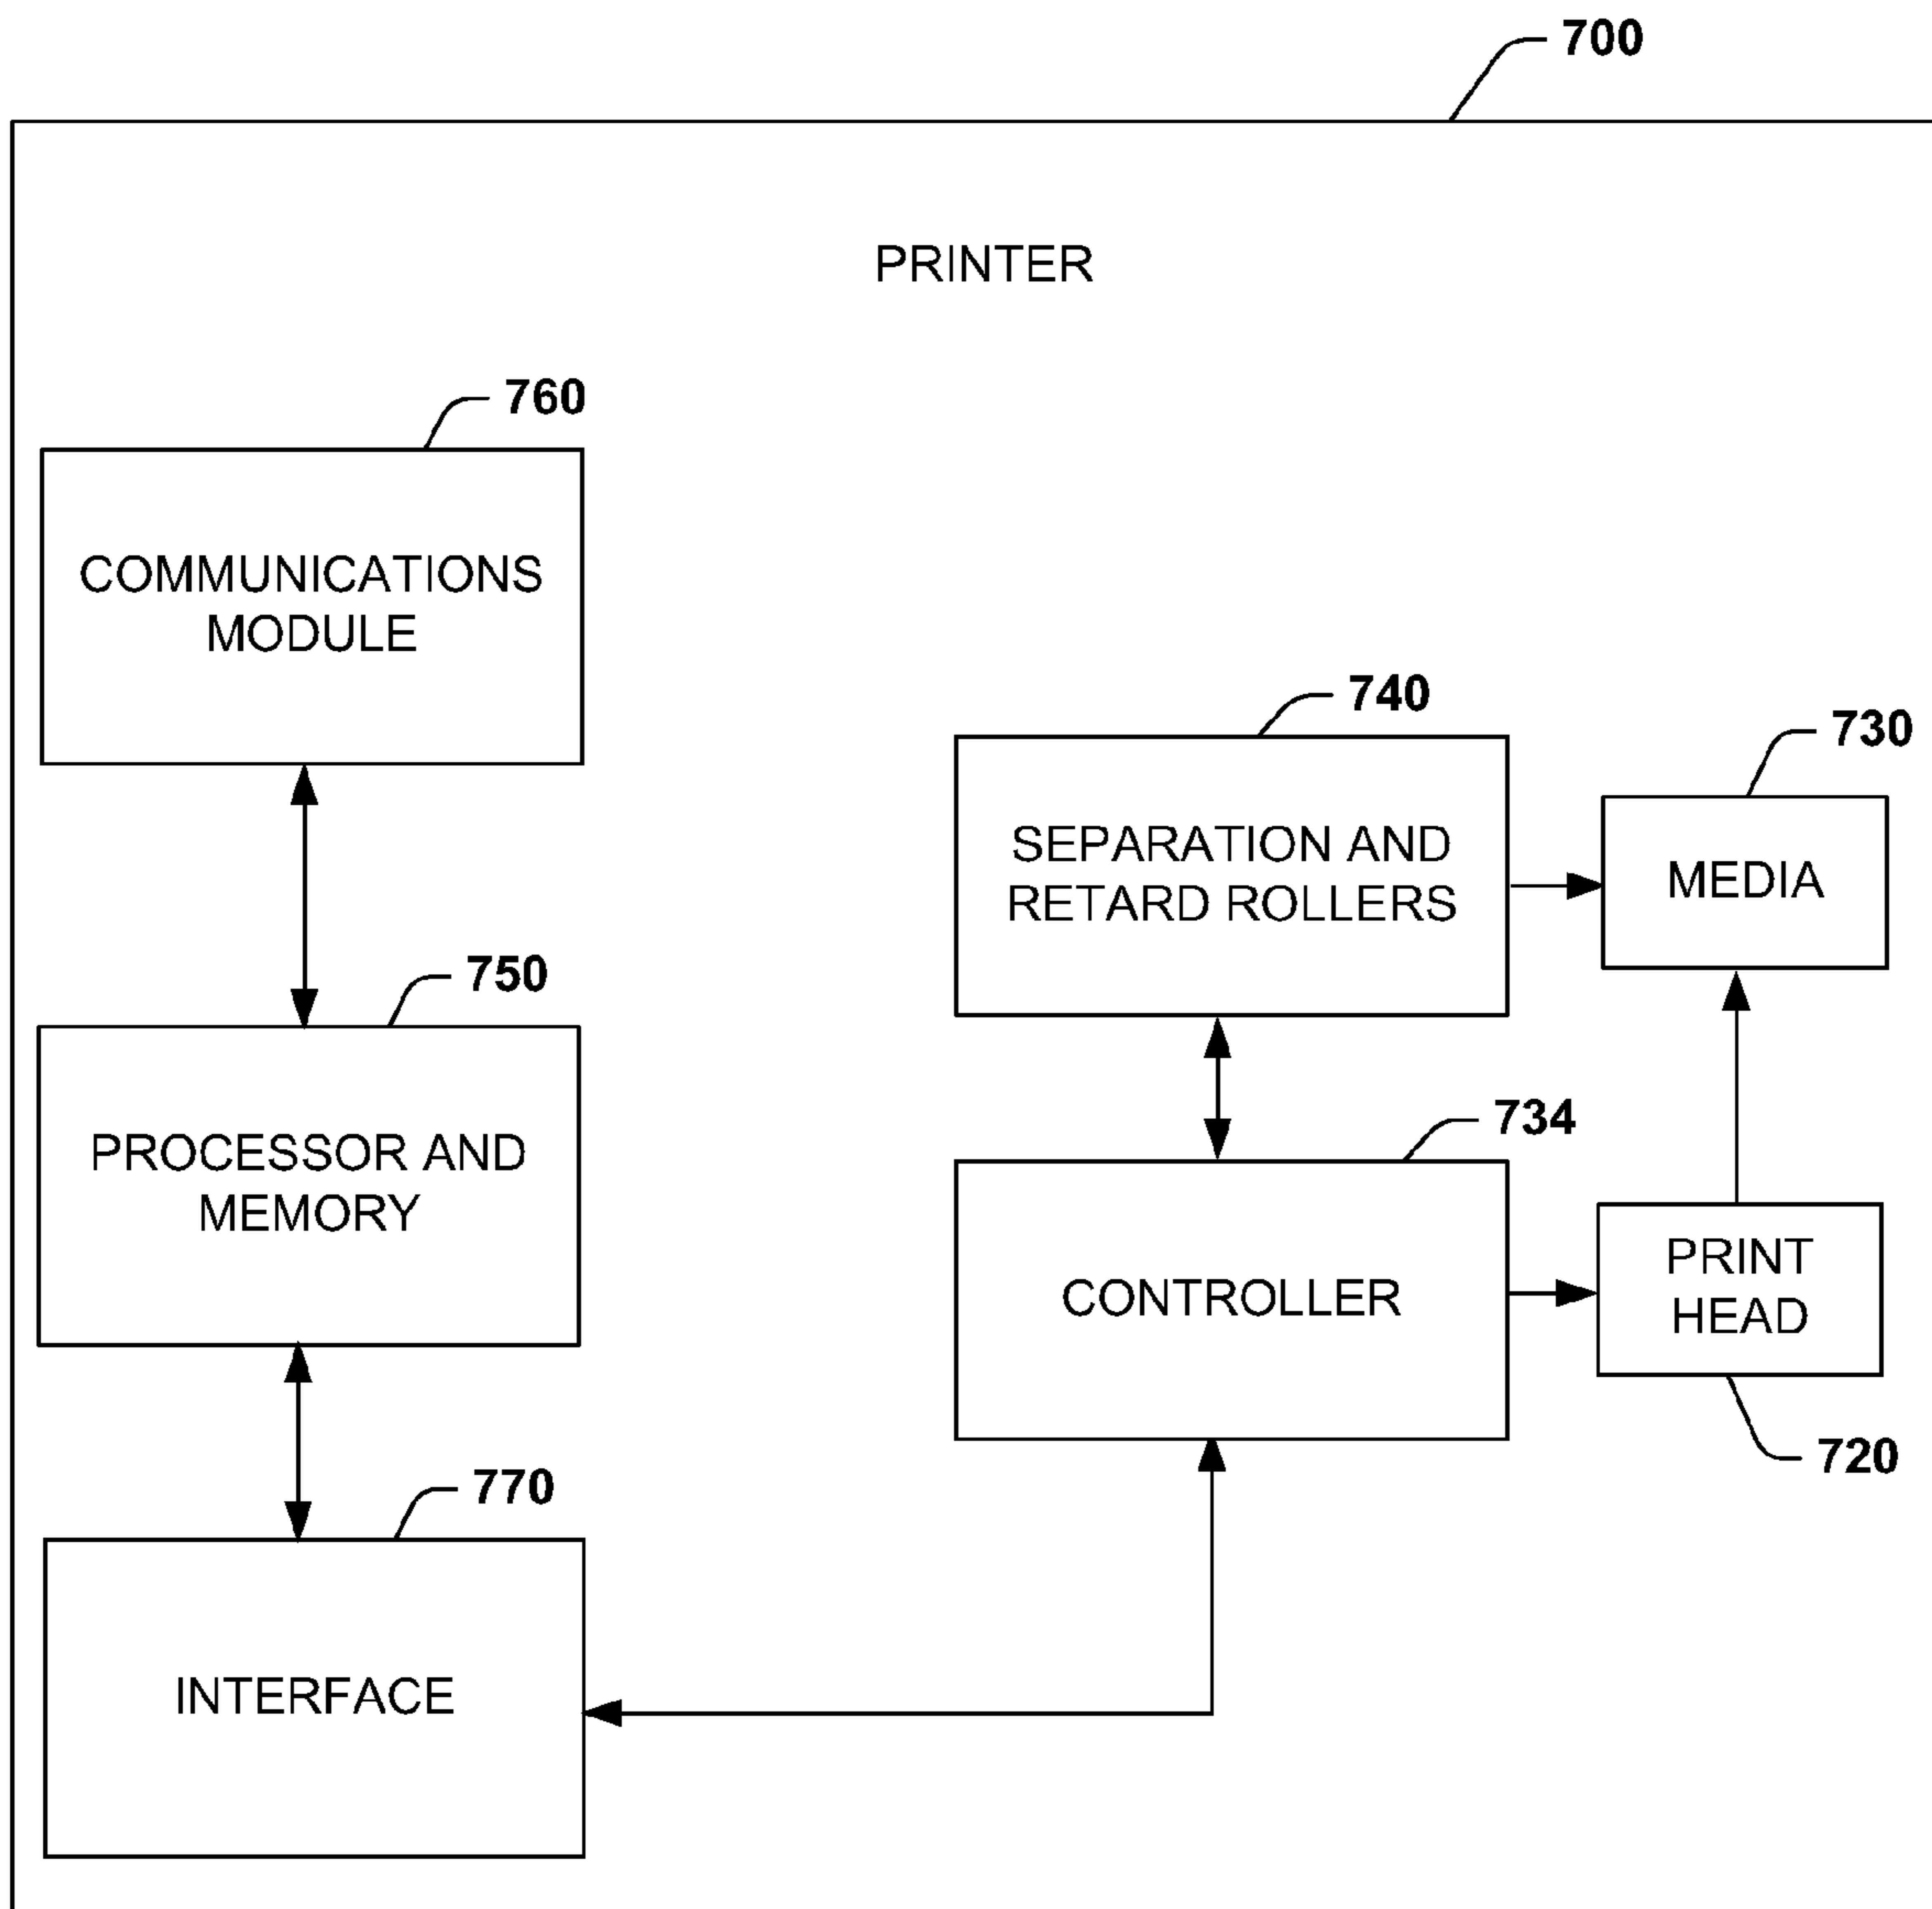 700
PRINTER
760
COMMUNICATIONS
MODULE
740
730
SEPARATION AND
RETARD ROLLERS
MEDIA
750
PROCESSOR AND
MEMORY
734
CONTROLLER
PRINT
HEAD
720
770
INTERFACE